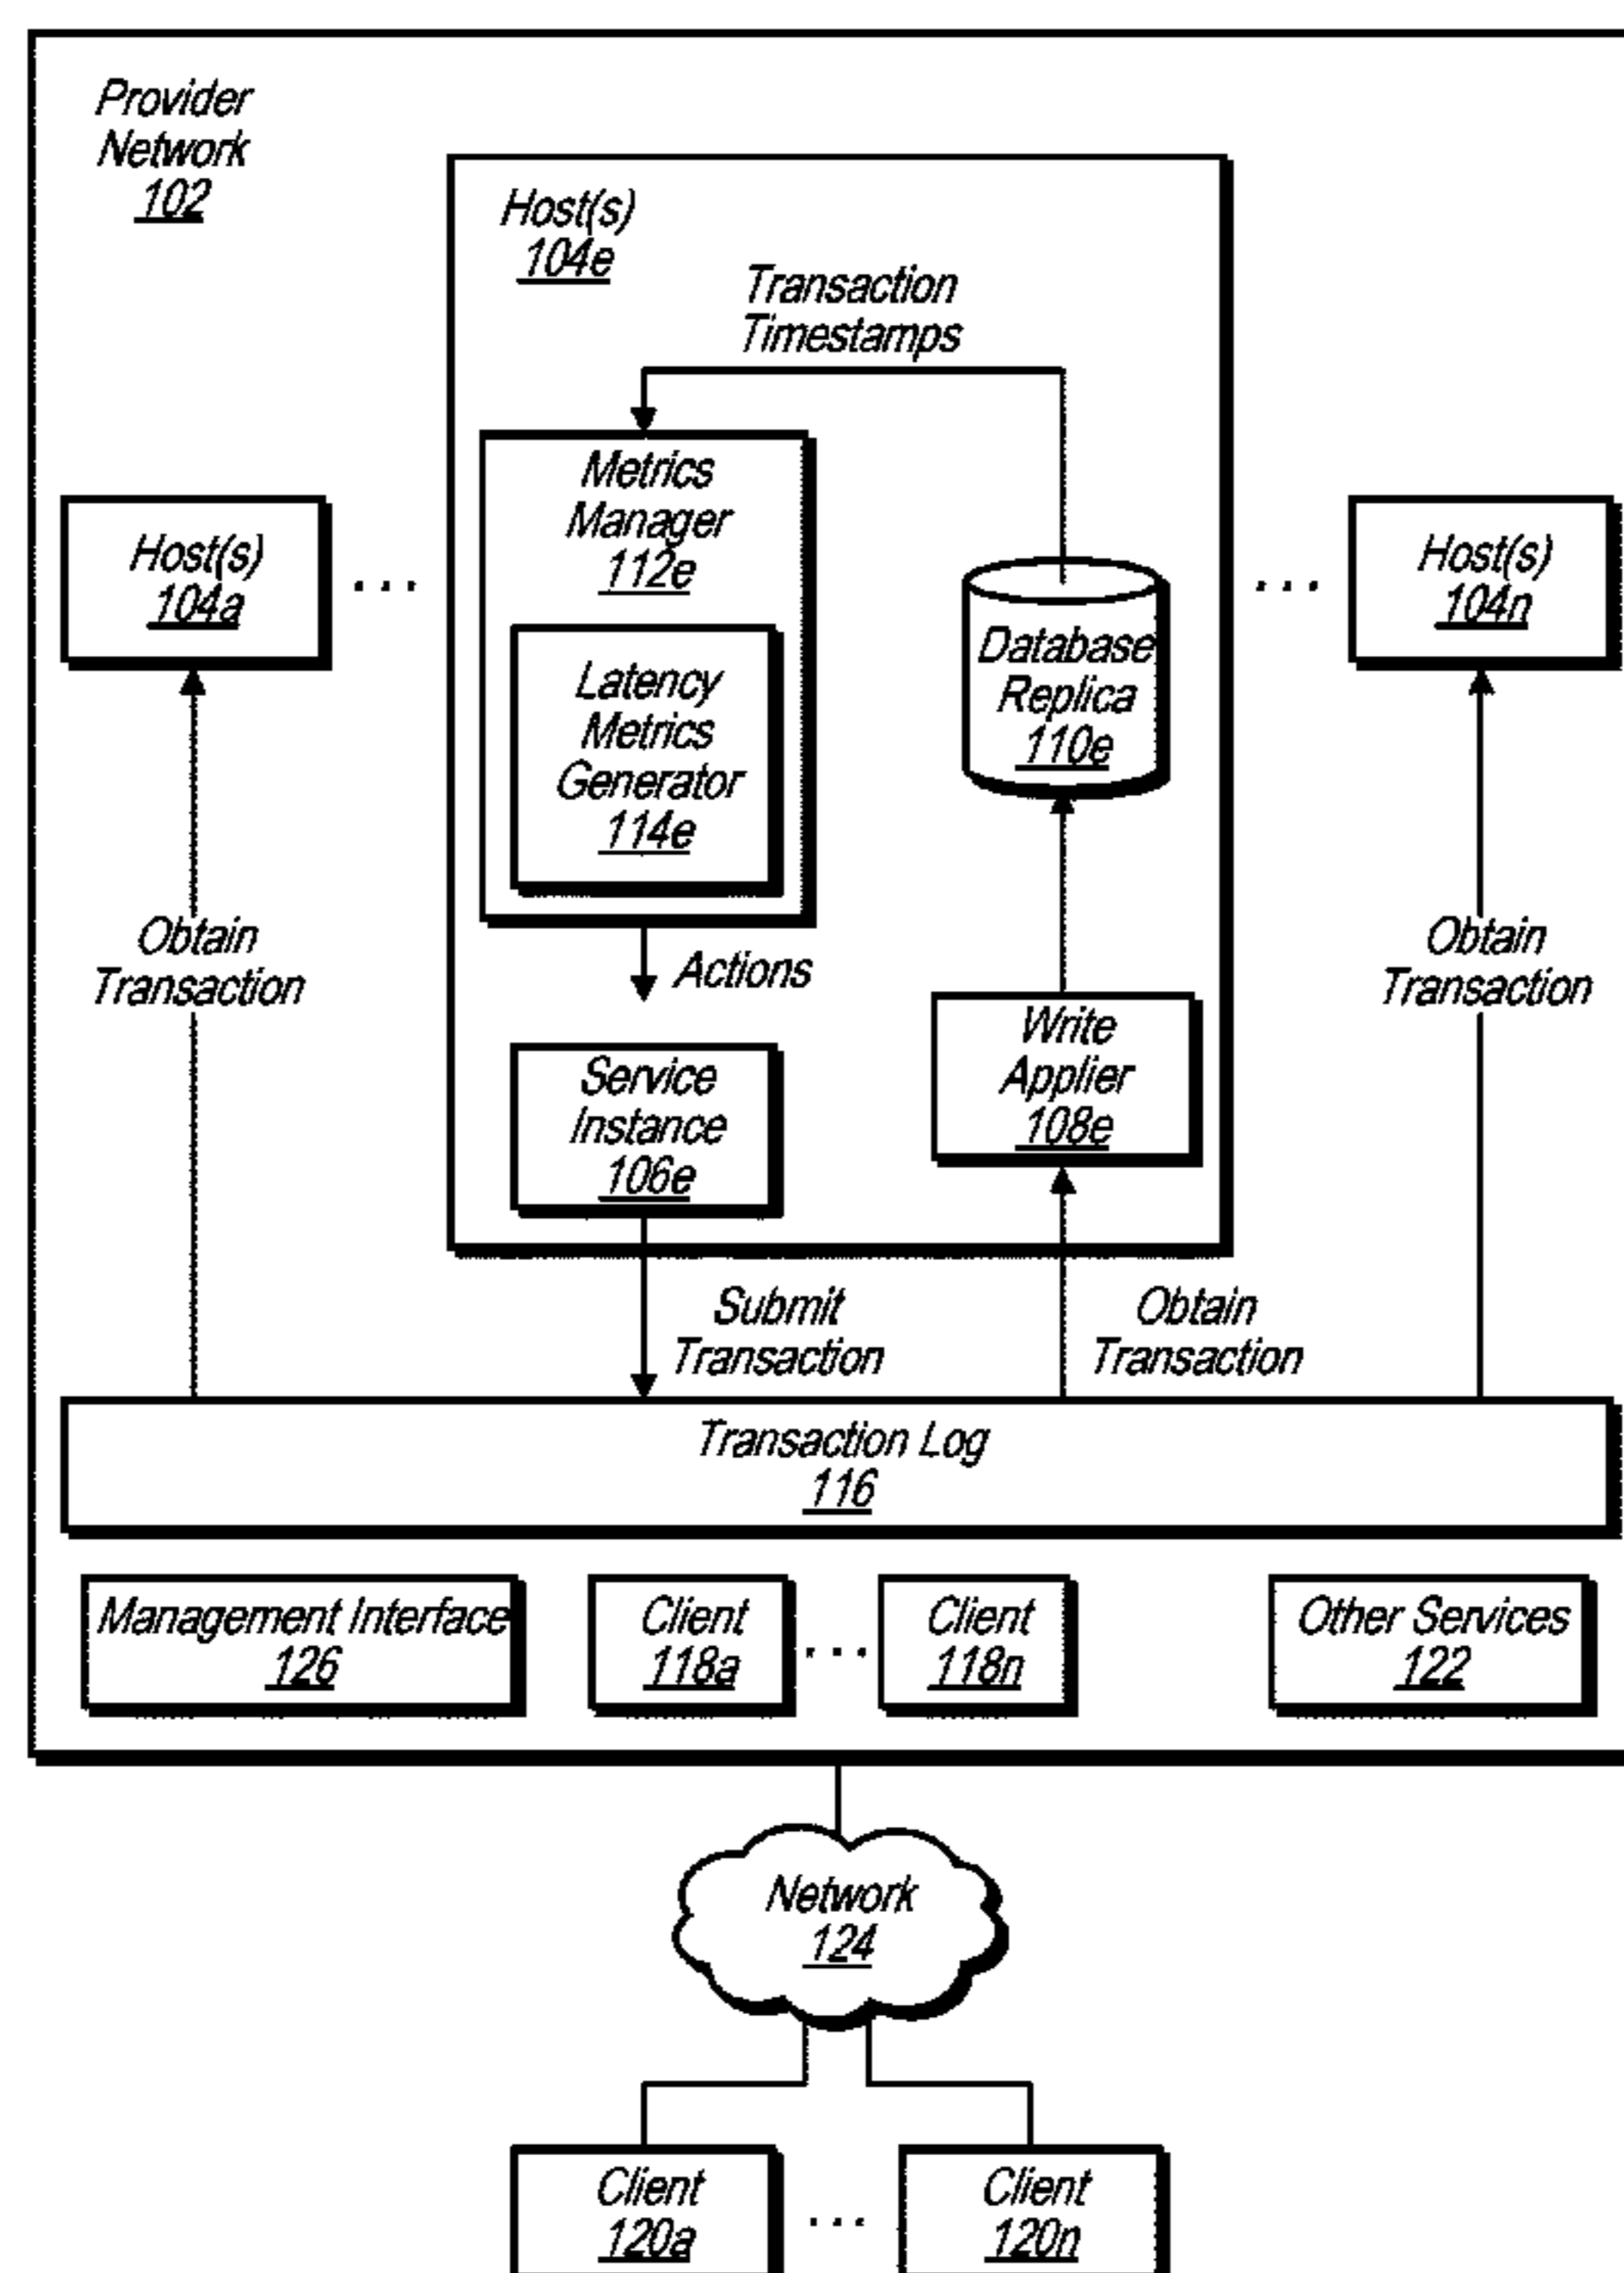 Provider
Network
102
Host(s)
104e
Transaction
Timestamps
Metrics
Manager
112e
Latency
Metrics
Generator
114e
Host(s)
104a
...
Database
Replica
110e
...
Host(s)
104n
Obtain
Transaction
Actions
Obtain
Transaction
Service
Instance
106e
Write
Applier
108e
Submit
Transaction
Obtain
Transaction
Transaction Log
116
Management Interface
126
Client
118a
...
Client
118n
Other Services
122
Network
124
Client
120a
...
Client
120n